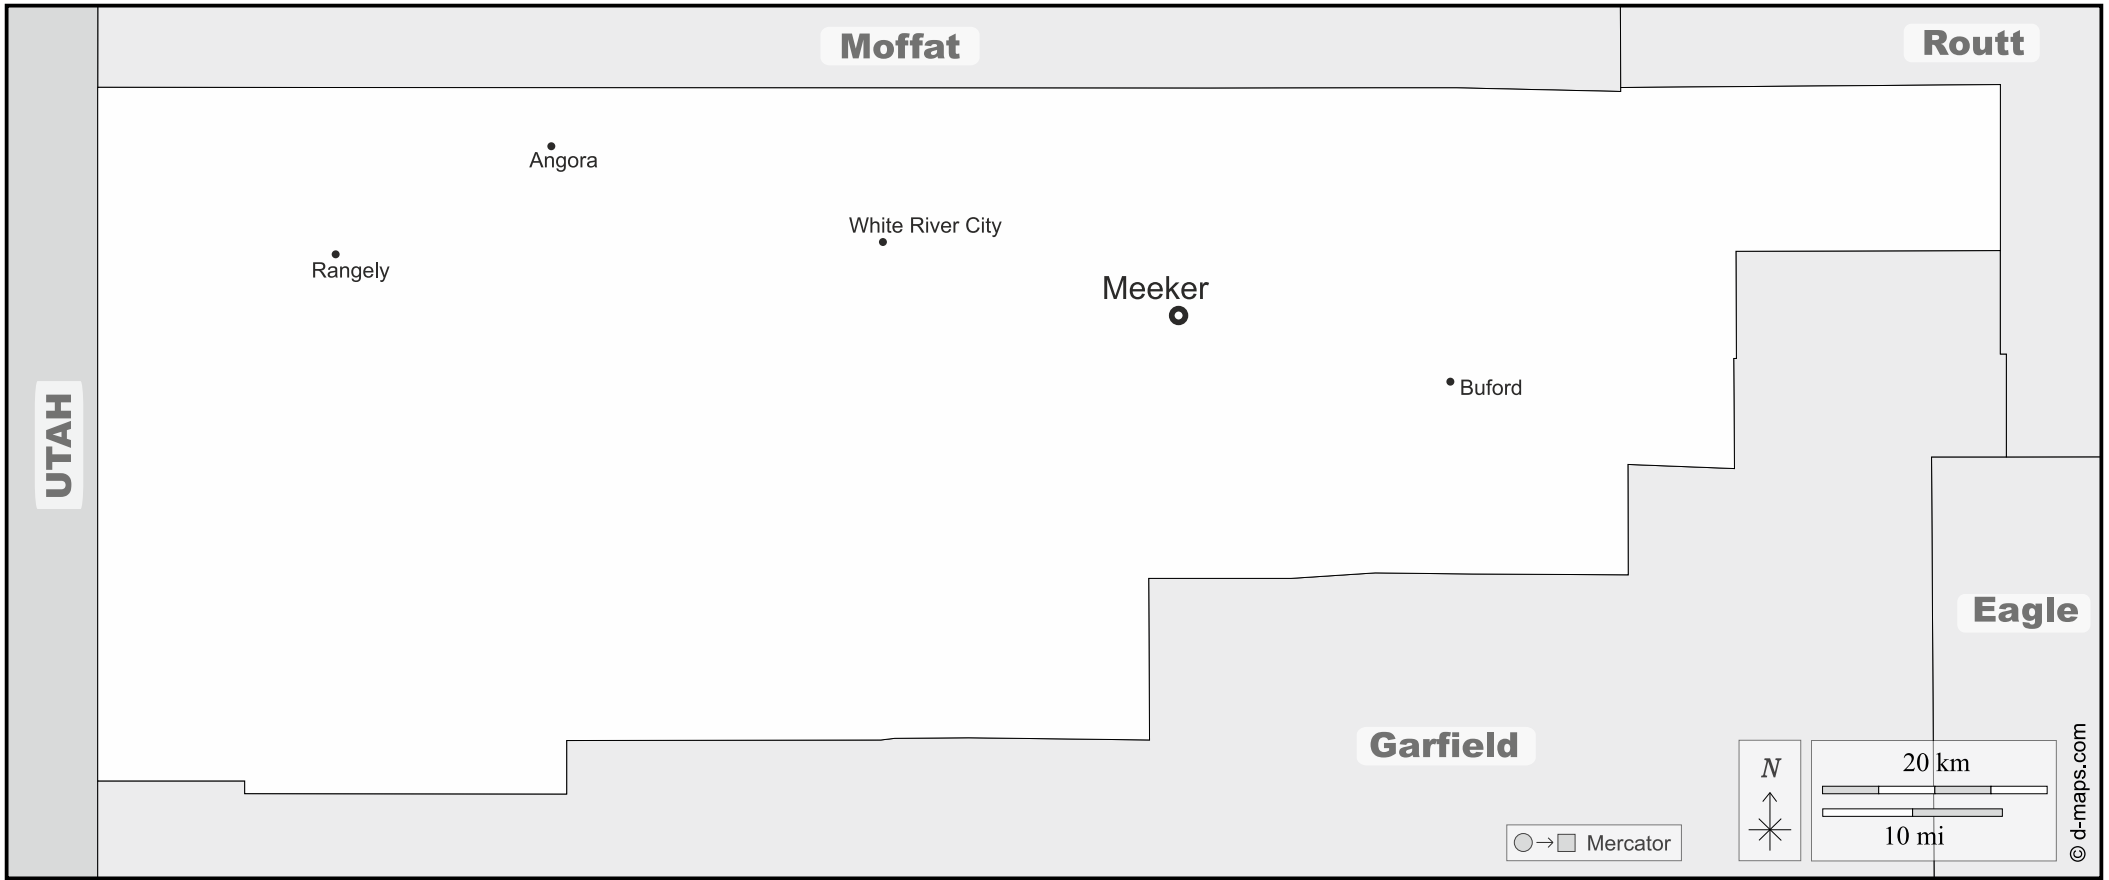 Moffat
Routt
Angora
White River City
Rangely
Meeker
Buford
UTAH
Eagle
Garfield
N
20 km
10 mi
Mercator
© d-maps.com